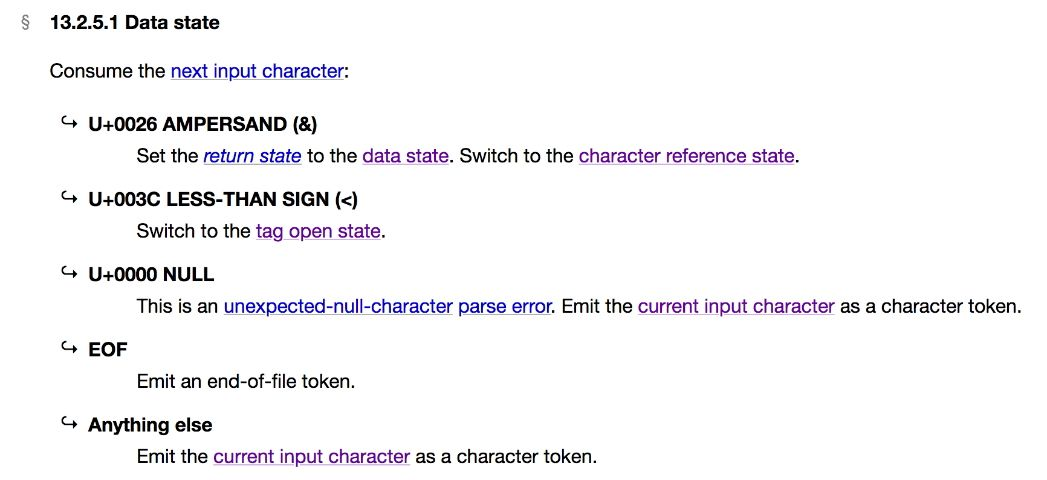 § 13.2.5.1 Data state
Consume the next input character:
↪ U+0026 AMPERSAND (&)
Set the return state to the data state. Switch to the character reference state.
↪ U+003C LESS-THAN SIGN (<)
Switch to the tag open state.
↪ U+0000 NULL
This is an unexpected-null-character parse error. Emit the current input character as a character token.
↪ EOF
Emit an end-of-file token.
↪ Anything else
Emit the current input character as a character token.